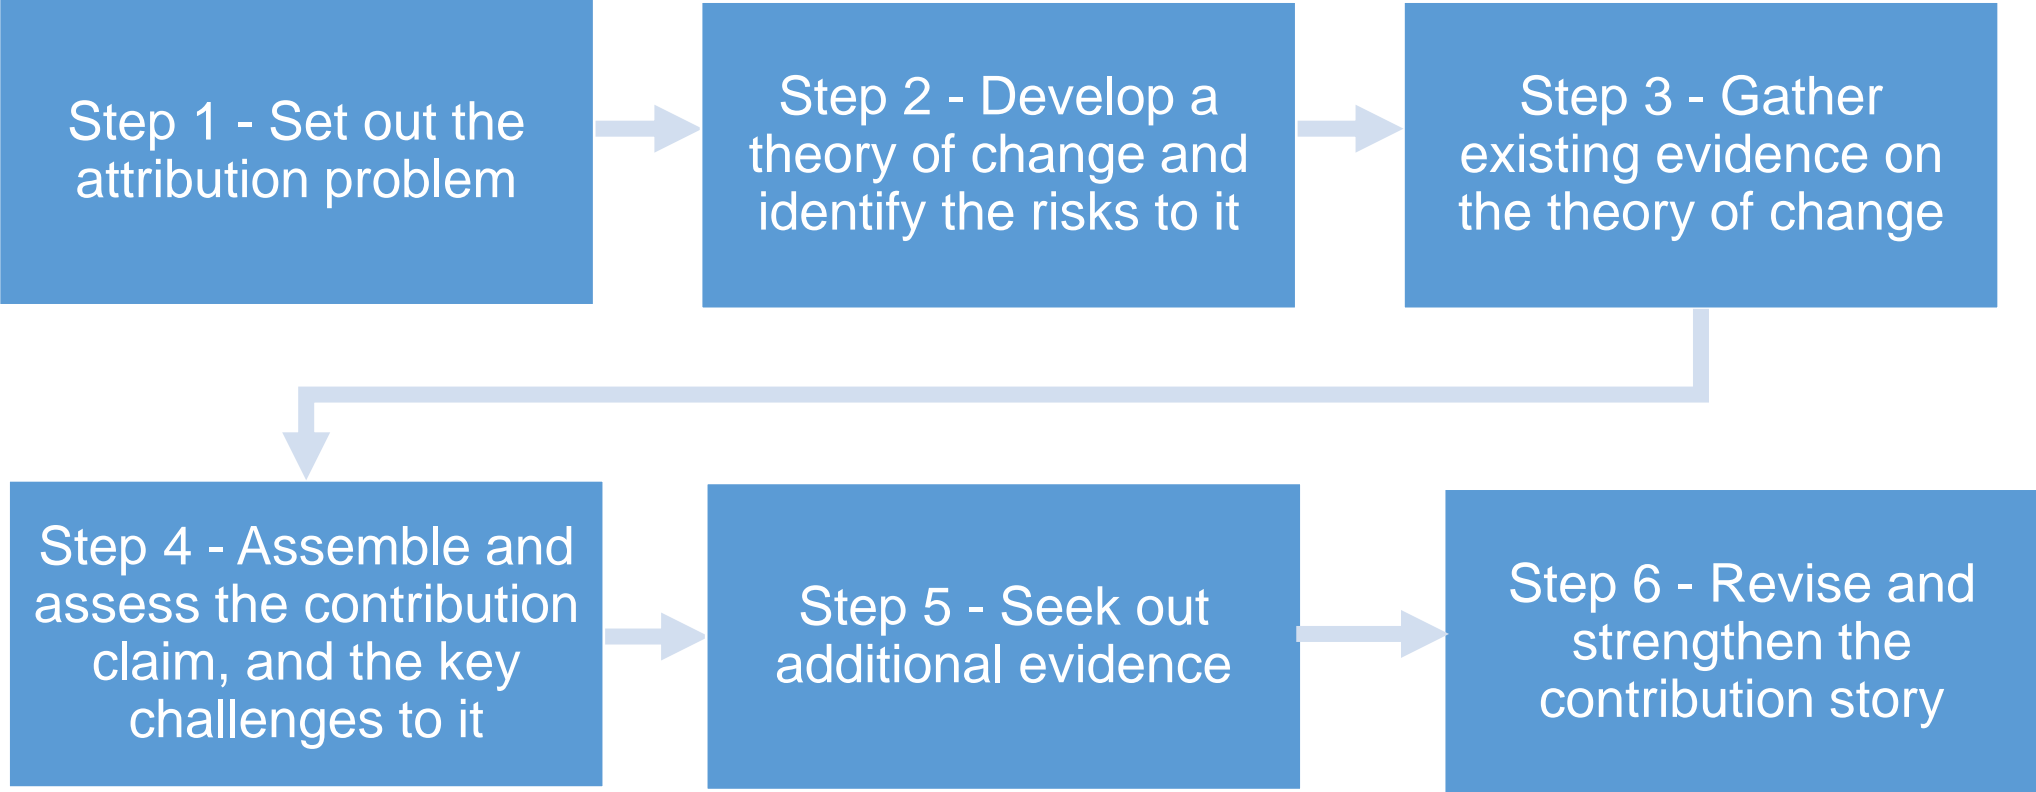 Step 1 - Set out the
attribution problem
Step 2 - Develop a
theory of change and
identify the risks to it
Step 3 - Gather
existing evidence on
the theory of change
Step 4 - Assemble and
assess the contribution
claim, and the key
challenges to it
Step 5 - Seek out
additional evidence
Step 6 - Revise and
strengthen the
contribution story